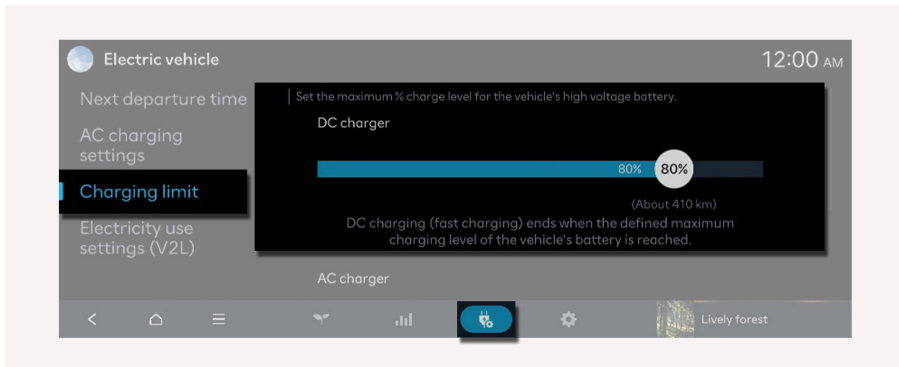 Electric vehicle
12:00 AM
Next departure time
AC charging
settings
Charging limit
Electricity use
settings (V2L)
Set the maximum % charge level for the vehicle's high voltage battery.
DC charger
80%
80%
(About 410 km)
DC charging (fast charging) ends when the defined maximum
charging level of the vehicle's battery is reached.
AC charger
Lively forest